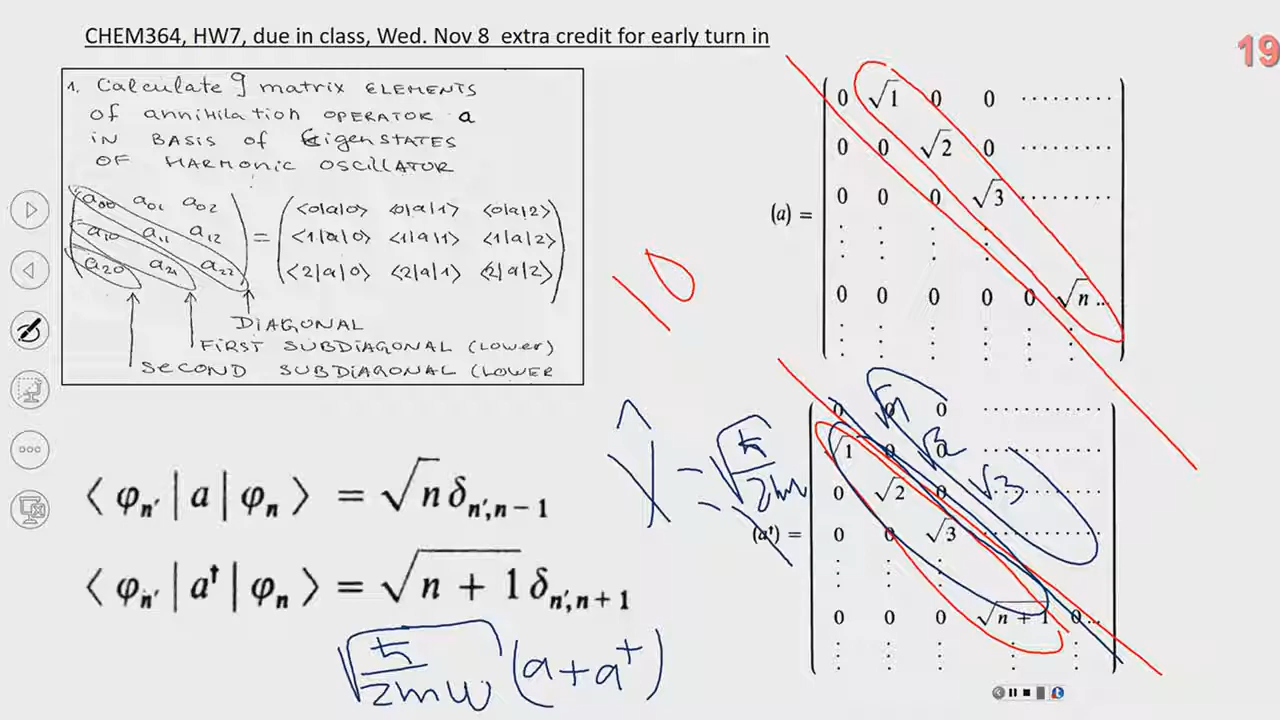 CHEM364, HW7, due in class, Wed. Nov 8 extra credit for early turn in
19
1. Calculate 9 matrix ELEMENTS
of annihilation OPERATOR a
in BASIS of EigenSTATES
OF HARMONIC OSCILLATOR
a00 a01 a02
a10 a11 a12
a20 a21 a22
=
<0|a|0> <0|a|1> <0|a|2>
<1|a|0> <1|a|1> <1|a|2>
<2|a|0> <2|a|1> <2|a|2>
DIAGONAL
FIRST SUBDIAGONAL (LOWER)
SECOND SUBDIAGONAL (LOWER
⟨ φn' | a | φn ⟩ = √n δn',n−1
⟨ φn' | a† | φn ⟩ = √n + 1 δn',n+1
√ħ/2mω (a+a†)
10
(a) =
0 √1 0 0 ..........
0 0 √2 0 ..........
0 0 0 √3 ..........
0 0 0 0 0 √n ...
X̂ = √ħ/2m
(a†) =
0 0 0 ..........
√1 0 0 ..........
0 √2 0 ..........
0 0 √3 ..........
0 0 0 √n + 1 0...
√1
√2
√3